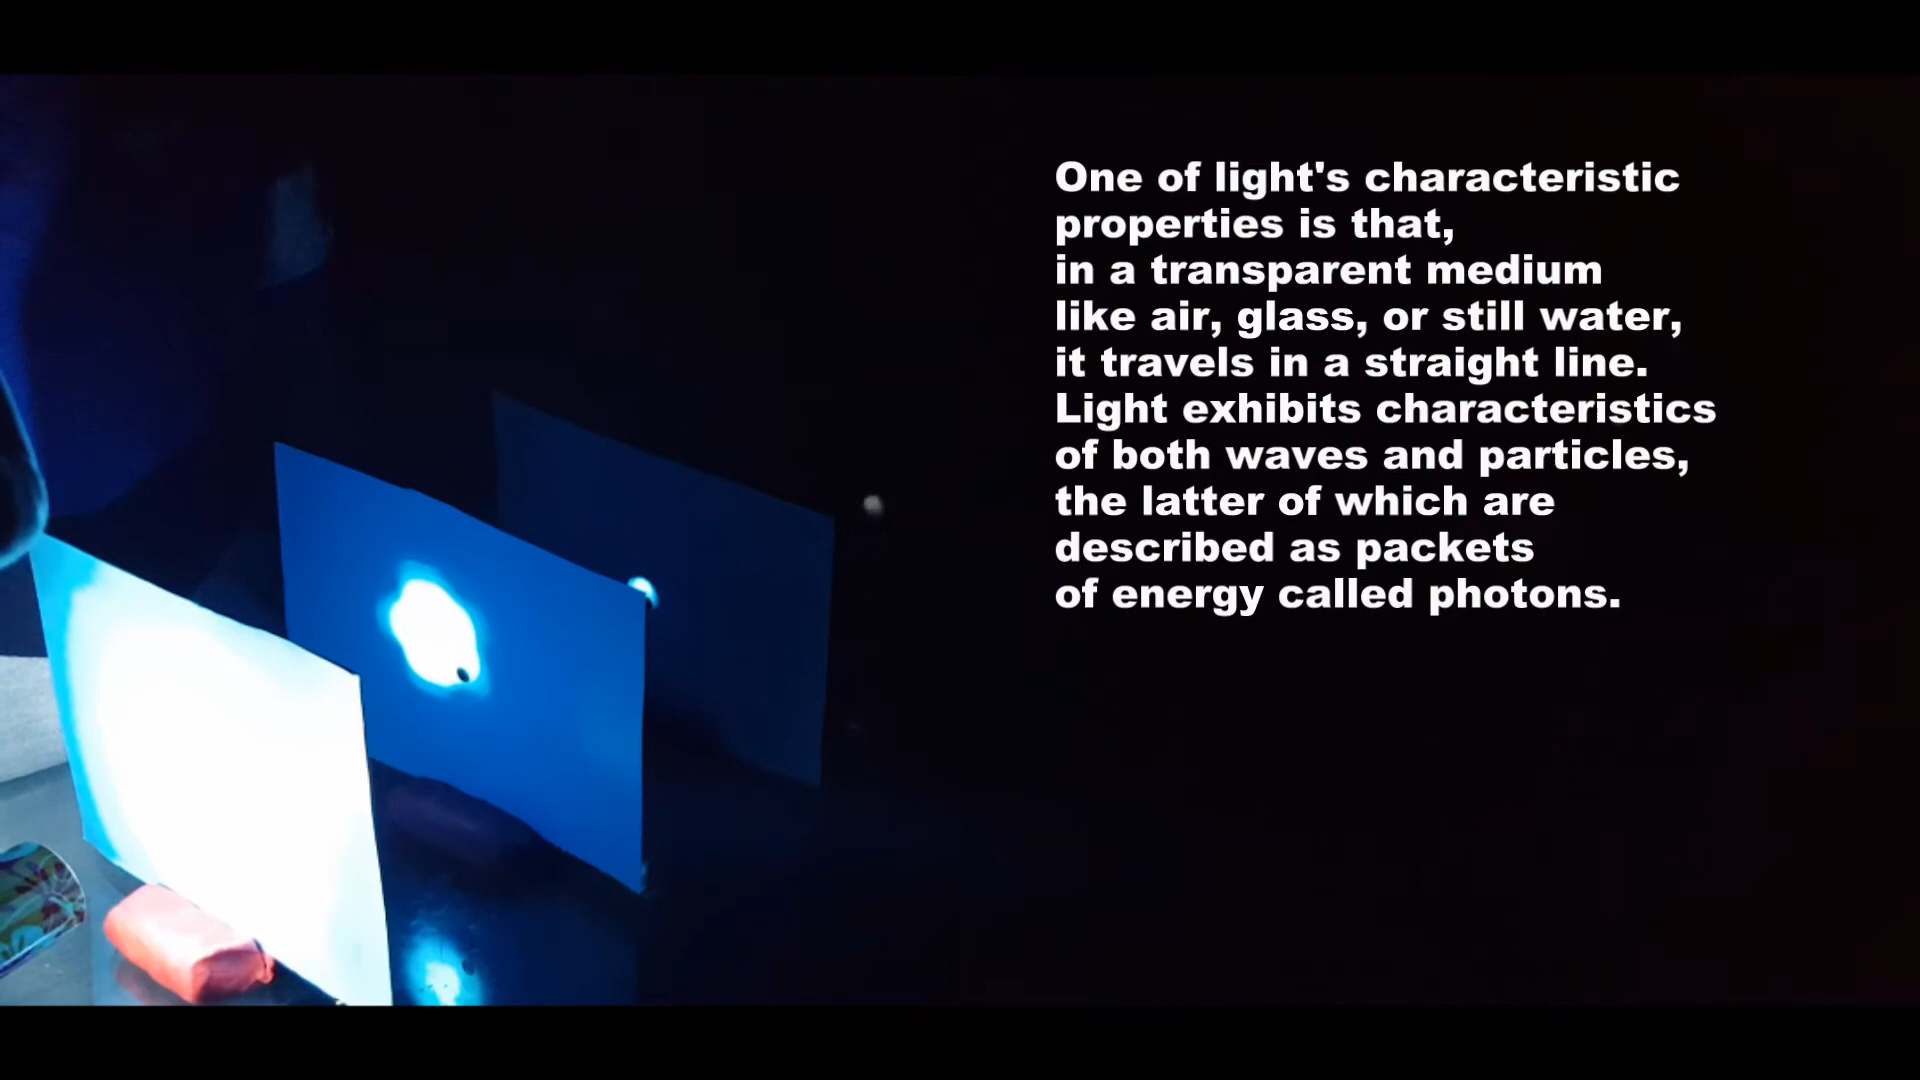 One of light's characteristic
properties is that,
in a transparent medium
like air, glass, or still water,
it travels in a straight line.
Light exhibits characteristics
of both waves and particles,
the latter of which are
described as packets
of energy called photons.